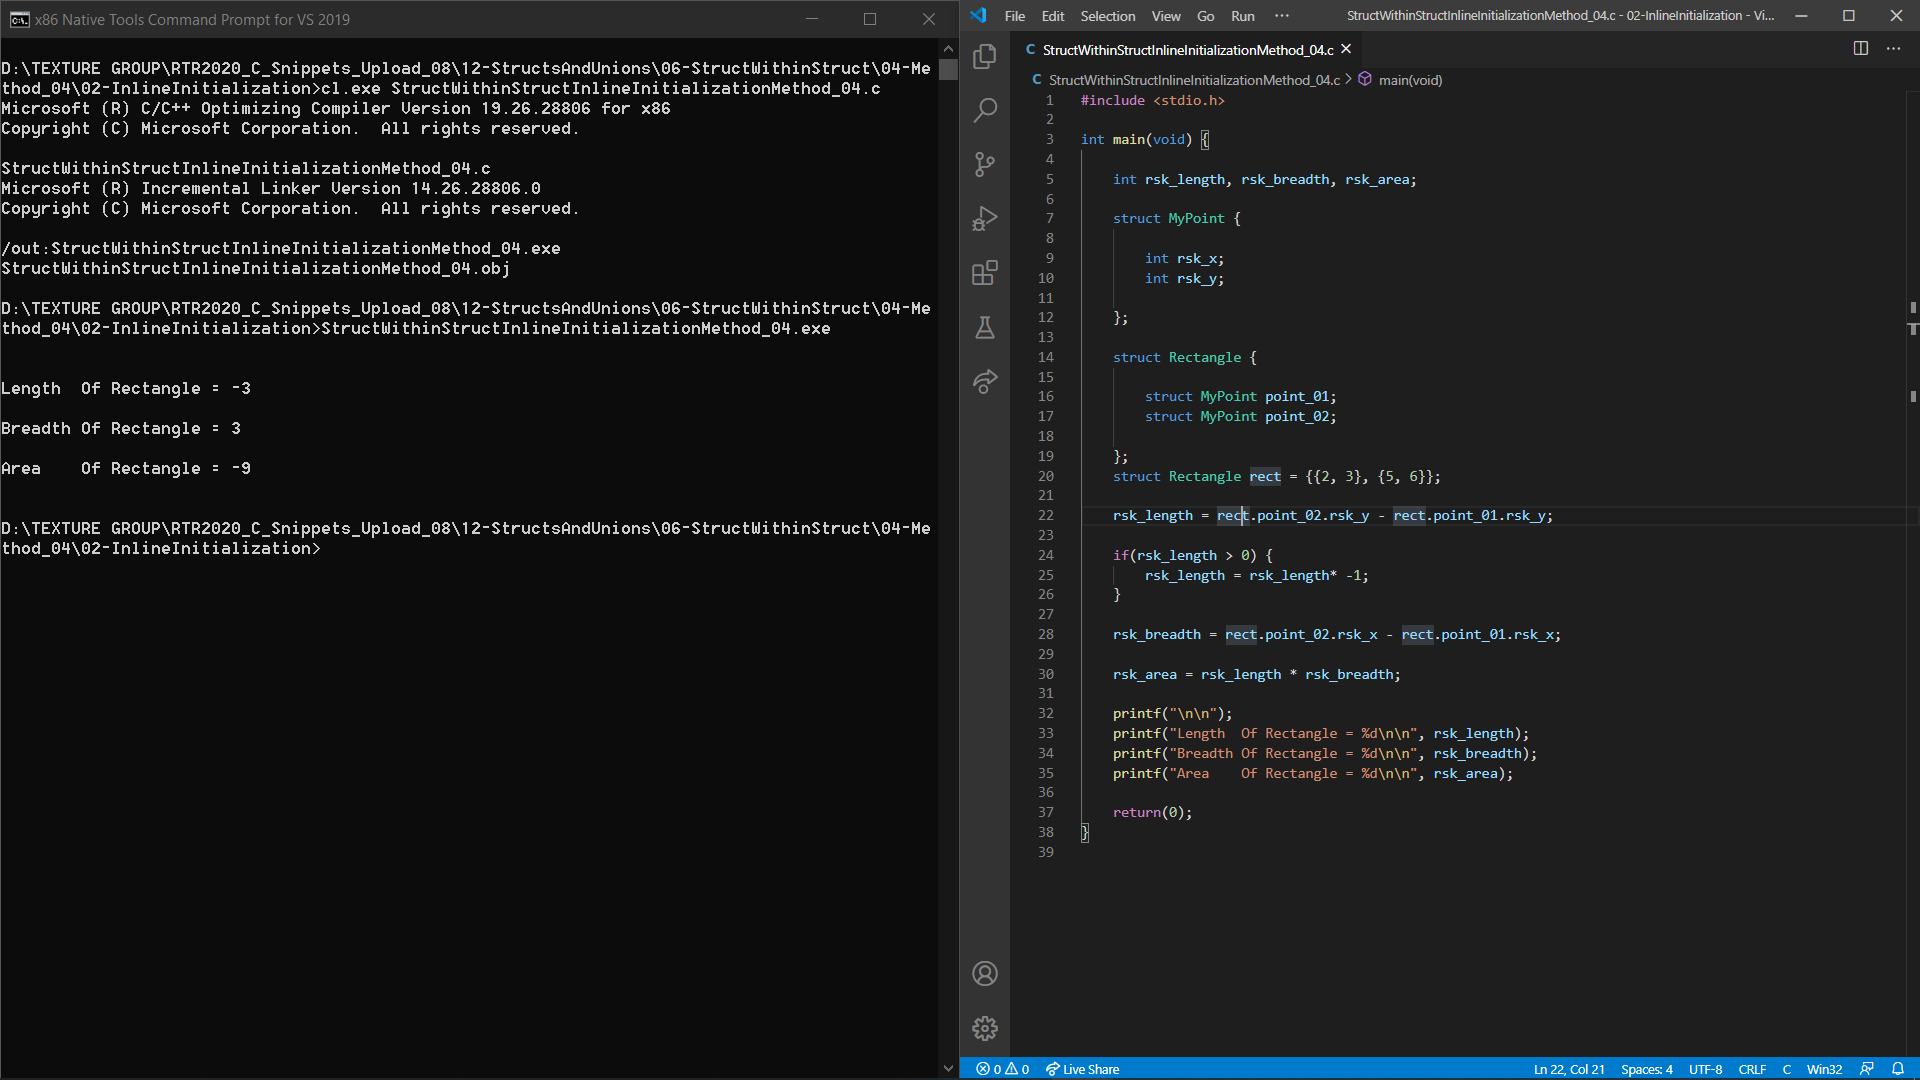 x86 Native Tools Command Prompt for VS 2019
D:\TEXTURE GROUP\RTR2020_C_Snippets_Upload_08\12-StructsAndUnions\06-StructWithinStruct\04-Me
thod_04\02-InlineInitialization>cl.exe StructWithinStructInlineInitializationMethod_04.c
Microsoft (R) C/C++ Optimizing Compiler Version 19.26.28806 for x86
Copyright (C) Microsoft Corporation.  All rights reserved.
StructWithinStructInlineInitializationMethod_04.c
Microsoft (R) Incremental Linker Version 14.26.28806.0
Copyright (C) Microsoft Corporation.  All rights reserved.
/out:StructWithinStructInlineInitializationMethod_04.exe
StructWithinStructInlineInitializationMethod_04.obj
D:\TEXTURE GROUP\RTR2020_C_Snippets_Upload_08\12-StructsAndUnions\06-StructWithinStruct\04-Me
thod_04\02-InlineInitialization>StructWithinStructInlineInitializationMethod_04.exe
Length  Of Rectangle = -3
Breadth Of Rectangle = 3
Area    Of Rectangle = -9
D:\TEXTURE GROUP\RTR2020_C_Snippets_Upload_08\12-StructsAndUnions\06-StructWithinStruct\04-Me
thod_04\02-InlineInitialization>
File Edit Selection View Go Run ··· StructWithinStructInlineInitializationMethod_04.c - 02-InlineInitialization - Vi...
C StructWithinStructInlineInitializationMethod_04.c
C StructWithinStructInlineInitializationMethod_04.c > main(void)
1 #include <stdio.h>
2
3 int main(void) {
4
5     int rsk_length, rsk_breadth, rsk_area;
6
7     struct MyPoint {
8
9         int rsk_x;
10         int rsk_y;
11
12     };
13
14     struct Rectangle {
15
16         struct MyPoint point_01;
17         struct MyPoint point_02;
18
19     };
20     struct Rectangle rect = {{2, 3}, {5, 6}};
21
22     rsk_length = rect.point_02.rsk_y - rect.point_01.rsk_y;
23
24     if(rsk_length > 0) {
25         rsk_length = rsk_length* -1;
26     }
27
28     rsk_breadth = rect.point_02.rsk_x - rect.point_01.rsk_x;
29
30     rsk_area = rsk_length * rsk_breadth;
31
32     printf("\n\n");
33     printf("Length  Of Rectangle = %d\n\n", rsk_length);
34     printf("Breadth Of Rectangle = %d\n\n", rsk_breadth);
35     printf("Area    Of Rectangle = %d\n\n", rsk_area);
36
37     return(0);
38 }
39
0 0 Live Share Ln 22, Col 21 Spaces: 4 UTF-8 CRLF C Win32